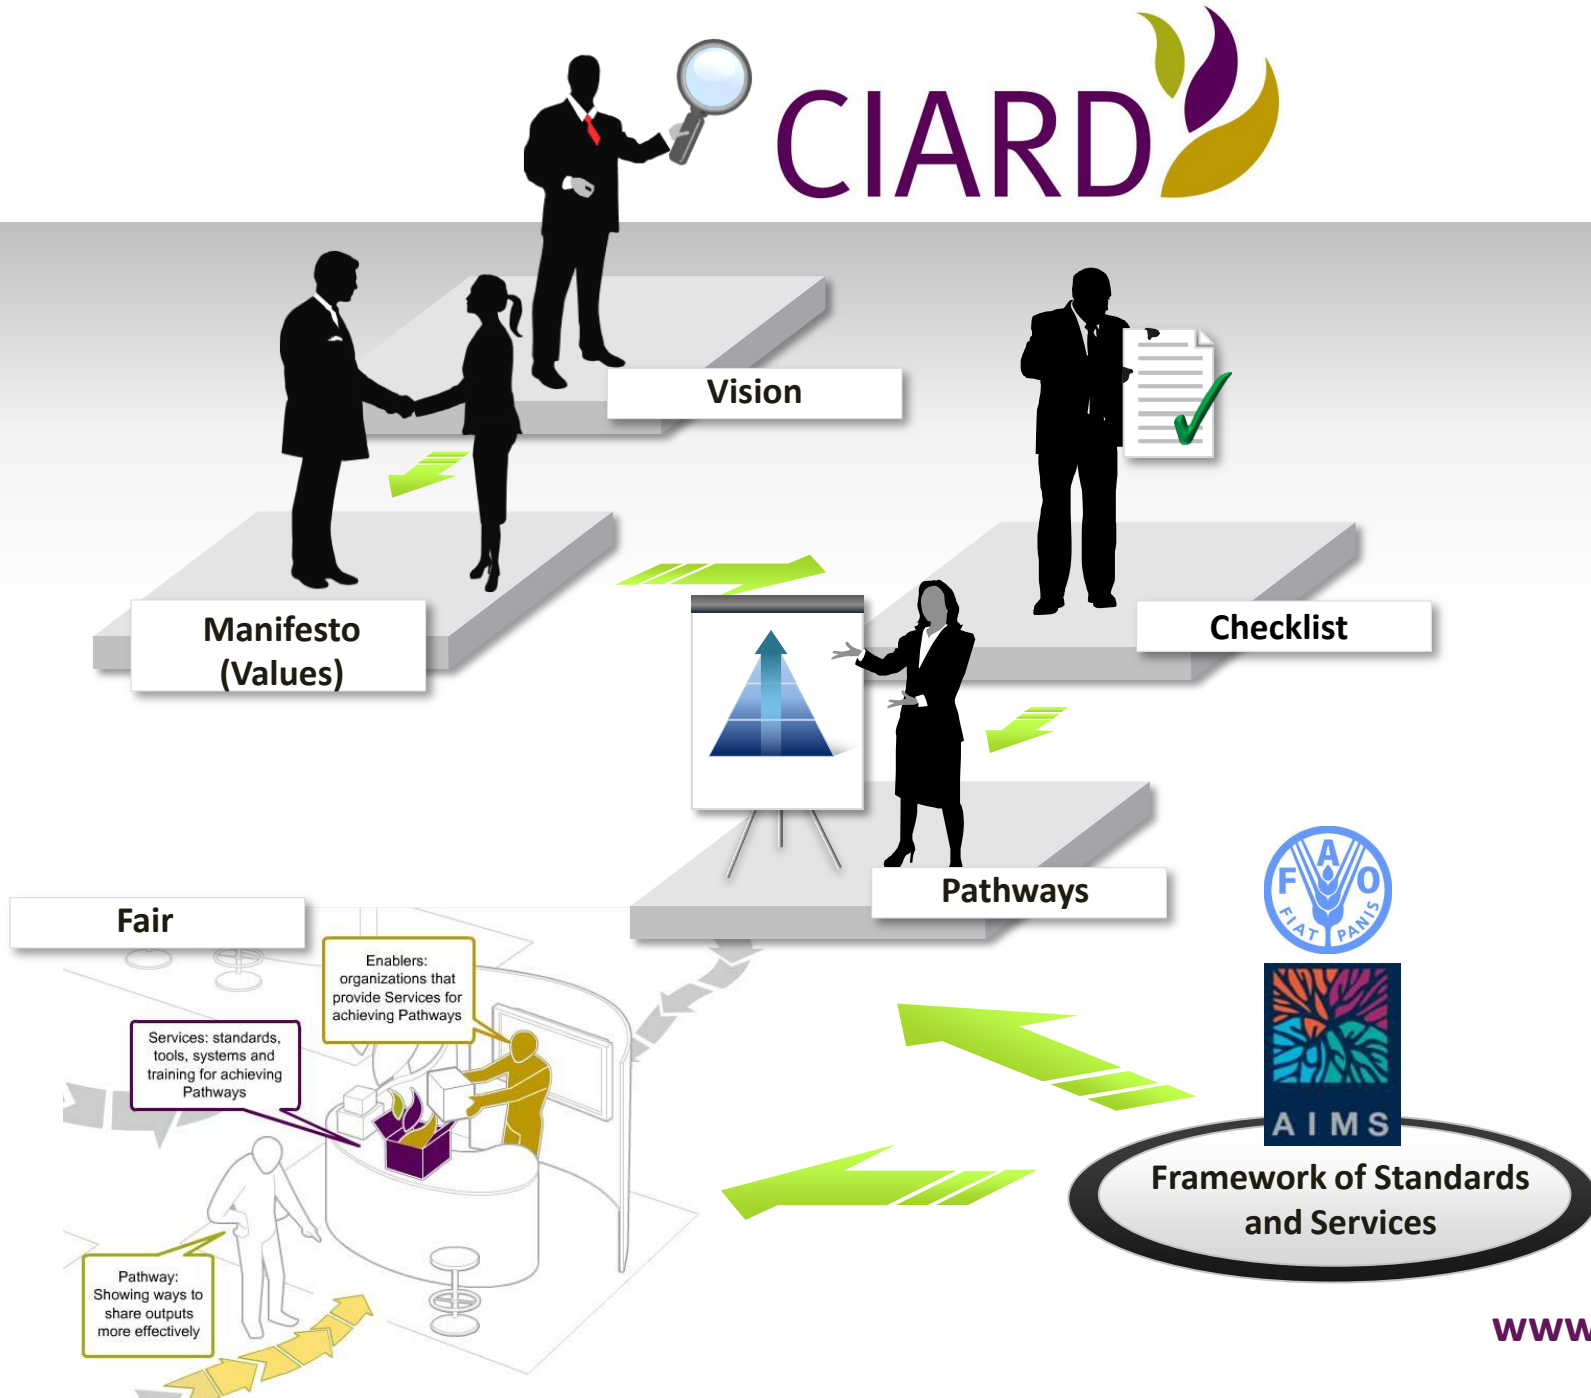 CIARD
Vision
Manifesto
(Values)
Checklist
Pathways
Fair
Enablers:
organizations that
provide Services for
achieving Pathways
Services: standards,
tools, systems and
training for achieving
Pathways
Pathway:
Showing ways to
share outputs
more effectively
FAO
FIAT PANIS
AIMS
Framework of Standards
and Services
www